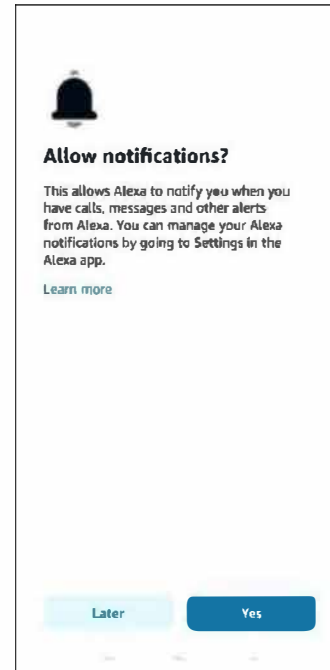 Allow notifications?
This allows Alexa to notify you when you
have calls, messages and other alerts
from Alexa. You can manage your Alexa
notifications by going to Settings in the
Alexa app.
Learn more
Later
Yes